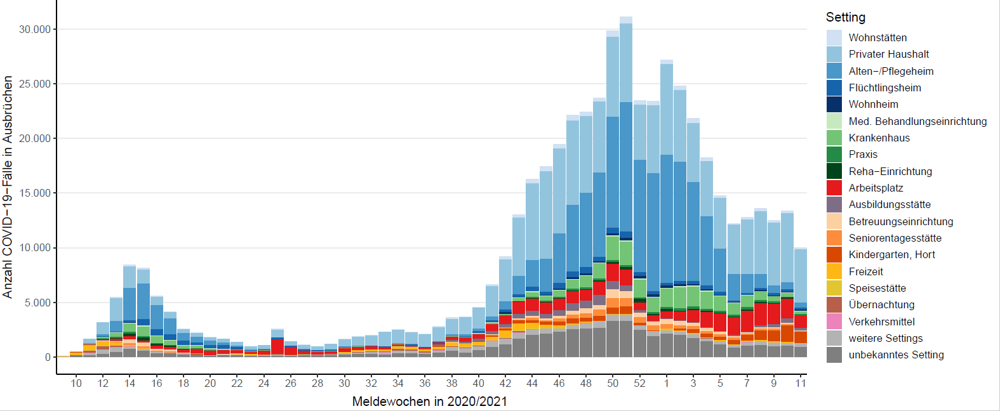 Anzahl COVID−19−Fälle in Ausbrüchen
30.000
25.000
20.000
15.000
10.000
5.000
0
10 12 14 16 18 20 22 24 26 28 30 32 34 36 38 40 42 44 46 48 50 52 1 3 5 7 9 11
Meldewochen in 2020/2021
Setting
Wohnstätten
Privater Haushalt
Alten−/Pflegeheim
Flüchtlingsheim
Wohnheim
Med. Behandlungseinrichtung
Krankenhaus
Praxis
Reha−Einrichtung
Arbeitsplatz
Ausbildungsstätte
Betreuungseinrichtung
Seniorentagesstätte
Kindergarten, Hort
Freizeit
Speisestätte
Übernachtung
Verkehrsmittel
weitere Settings
unbekanntes Setting